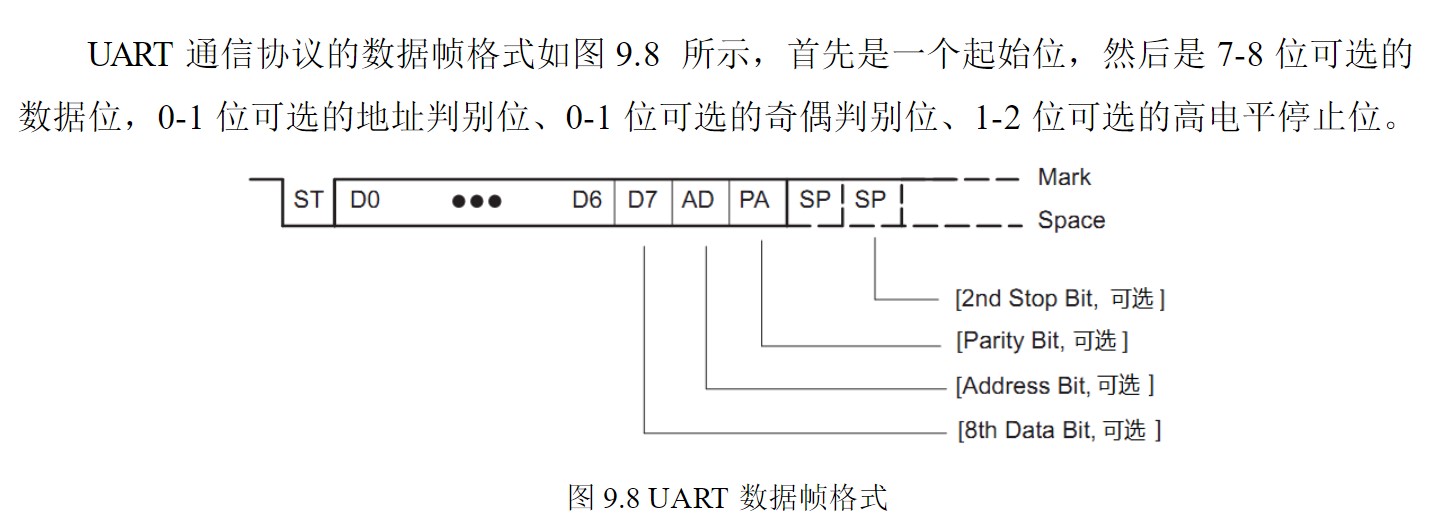 UART 通信协议的数据帧格式如图 9.8 所示，首先是一个起始位，然后是 7-8 位可选的
数据位，0-1 位可选的地址判别位、0-1 位可选的奇偶判别位、1-2 位可选的高电平停止位。
ST D0 ●●● D6 D7 AD PA SP SP
Mark
Space
[2nd Stop Bit, 可选 ]
[Parity Bit, 可选 ]
[Address Bit, 可选 ]
[8th Data Bit, 可选 ]
图 9.8 UART 数据帧格式